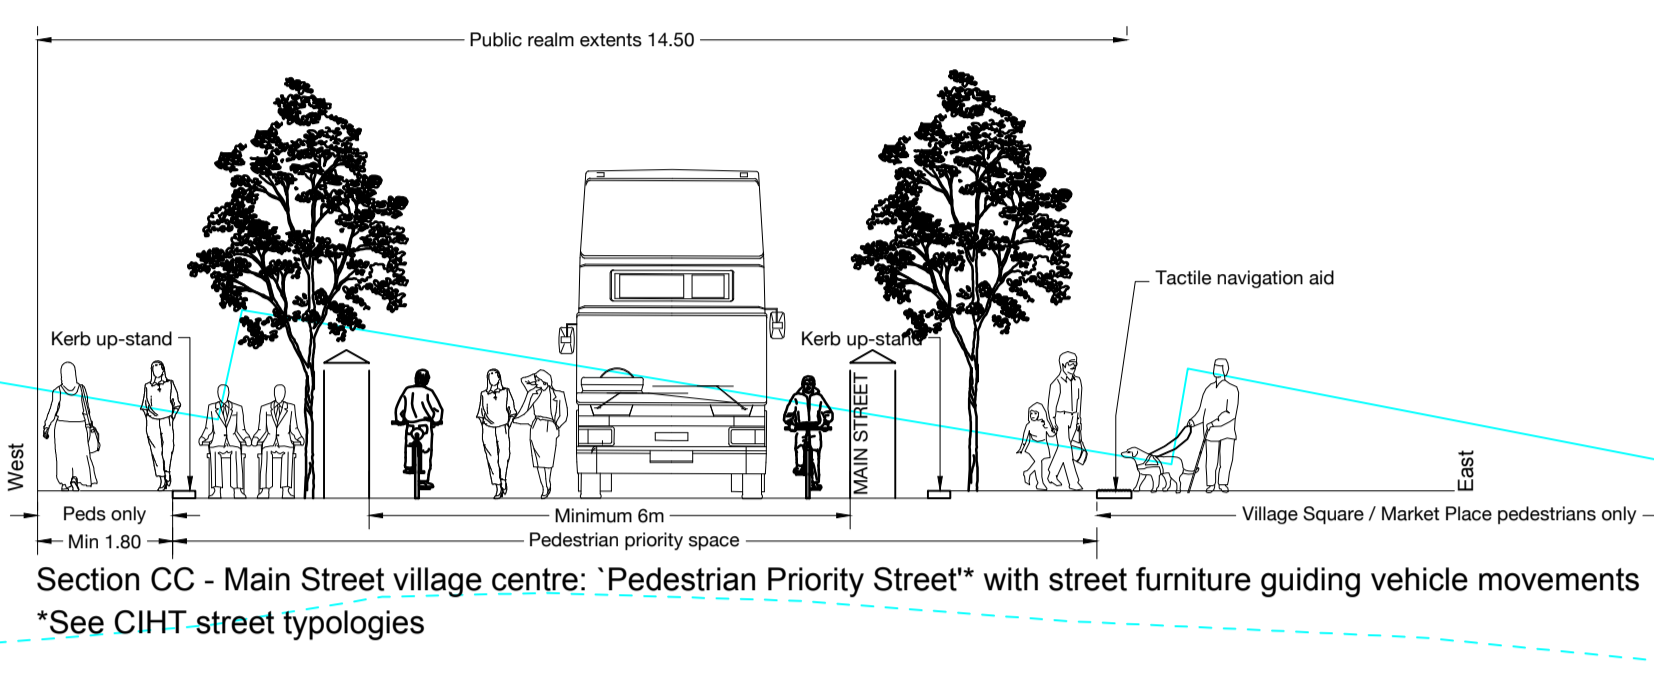 Public realm extents 14.50
Tactile navigation aid
Kerb up-stand
Kerb up-stand
MAIN STREET
West
East
Peds only
Minimum 6m
Village Square / Market Place pedestrians only
Min 1.80
Pedestrian priority space
Section CC - Main Street village centre: `Pedestrian Priority Street'* with street furniture guiding vehicle movements
*See CIHT street typologies